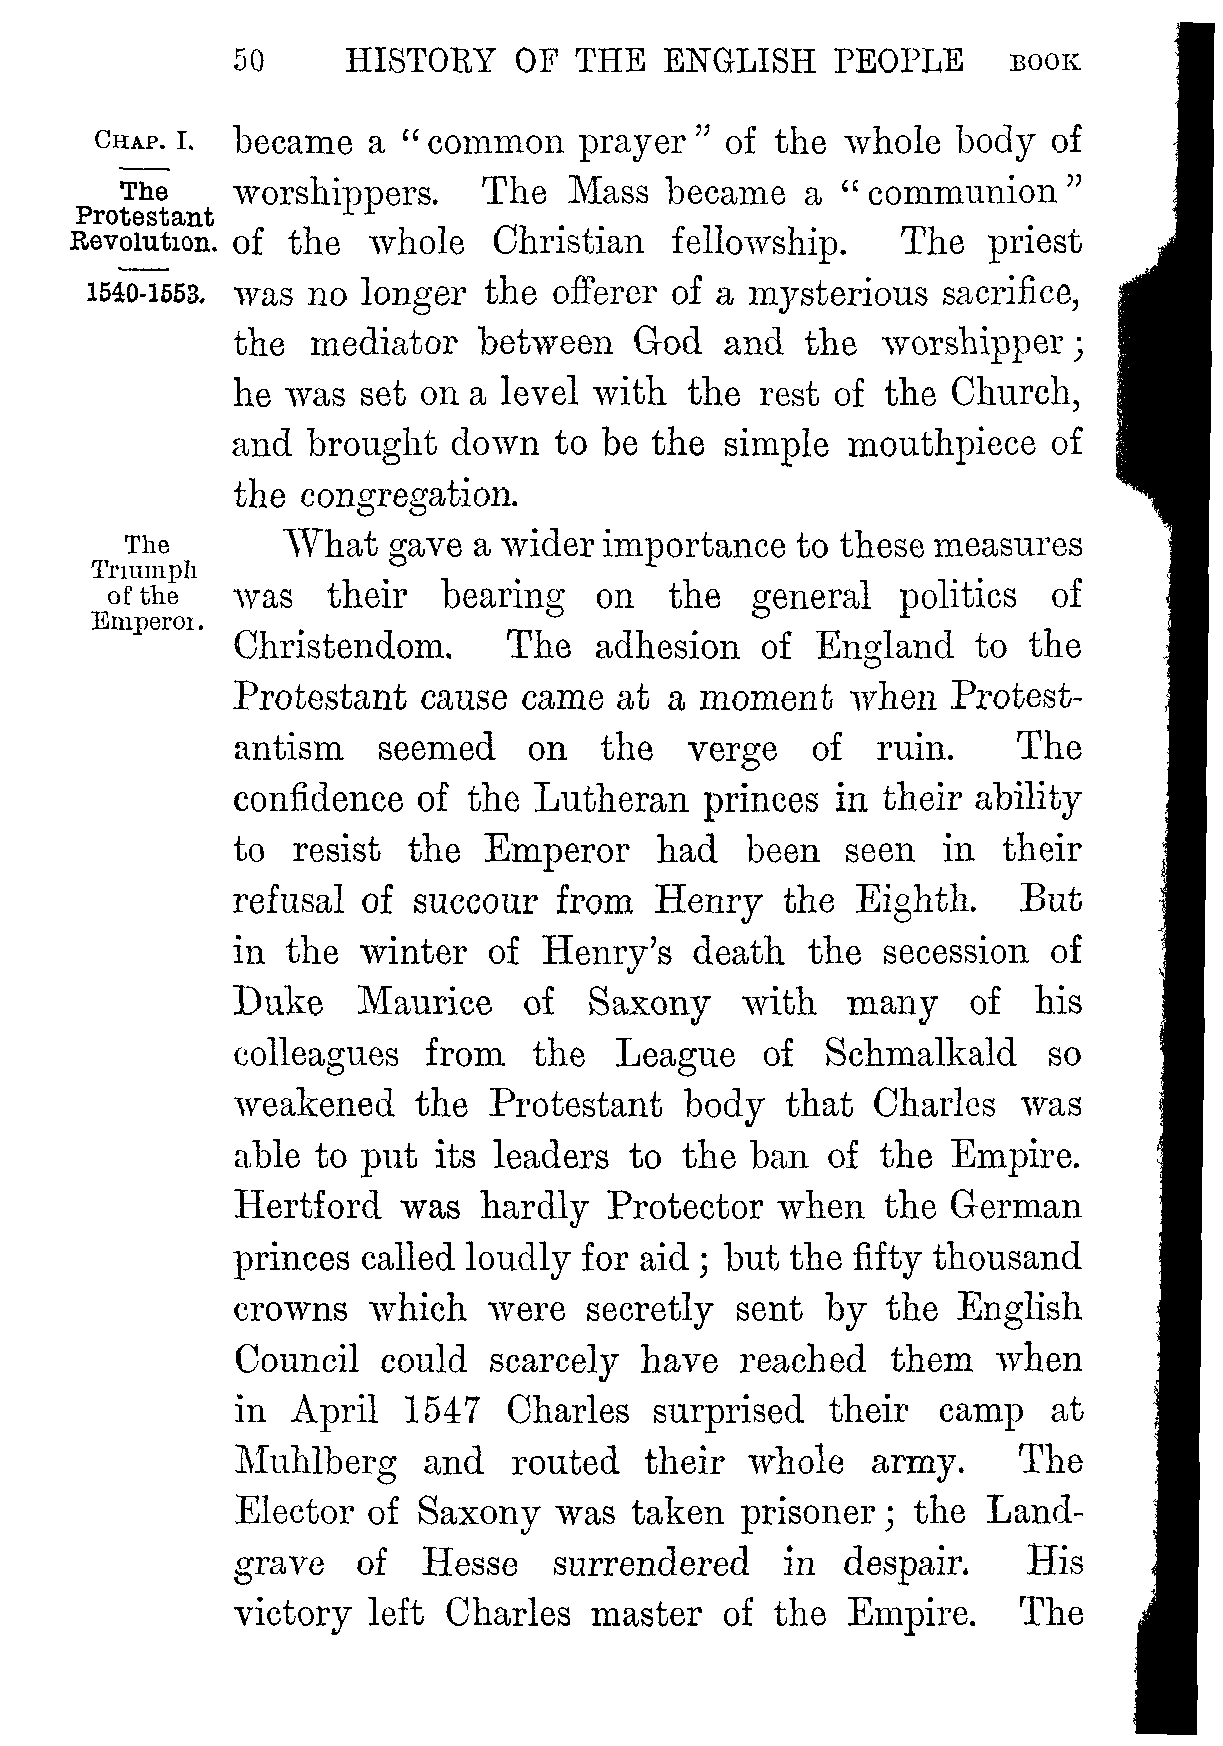 50 HISTORY OF THE ENGLISH PEOPLE BOOK
CHAP. I.
The
Protestant
Revolution.
1540-1553.
became a "common prayer" of the whole body of
worshippers. The Mass became a "communion"
of the whole Christian fellowship. The priest
was no longer the offerer of a mysterious sacrifice,
the mediator between God and the worshipper;
he was set on a level with the rest of the Church,
and brought down to be the simple mouthpiece of
the congregation.
The
Triumph
of the
Emperor.
What gave a wider importance to these measures
was their bearing on the general politics of
Christendom. The adhesion of England to the
Protestant cause came at a moment when Protest-
antism seemed on the verge of ruin. The
confidence of the Lutheran princes in their ability
to resist the Emperor had been seen in their
refusal of succour from Henry the Eighth. But
in the winter of Henry's death the secession of
Duke Maurice of Saxony with many of his
colleagues from the League of Schmalkald so
weakened the Protestant body that Charles was
able to put its leaders to the ban of the Empire.
Hertford was hardly Protector when the German
princes called loudly for aid; but the fifty thousand
crowns which were secretly sent by the English
Council could scarcely have reached them when
in April 1547 Charles surprised their camp at
Muhlberg and routed their whole army. The
Elector of Saxony was taken prisoner; the Land-
grave of Hesse surrendered in despair. His
victory left Charles master of the Empire. The